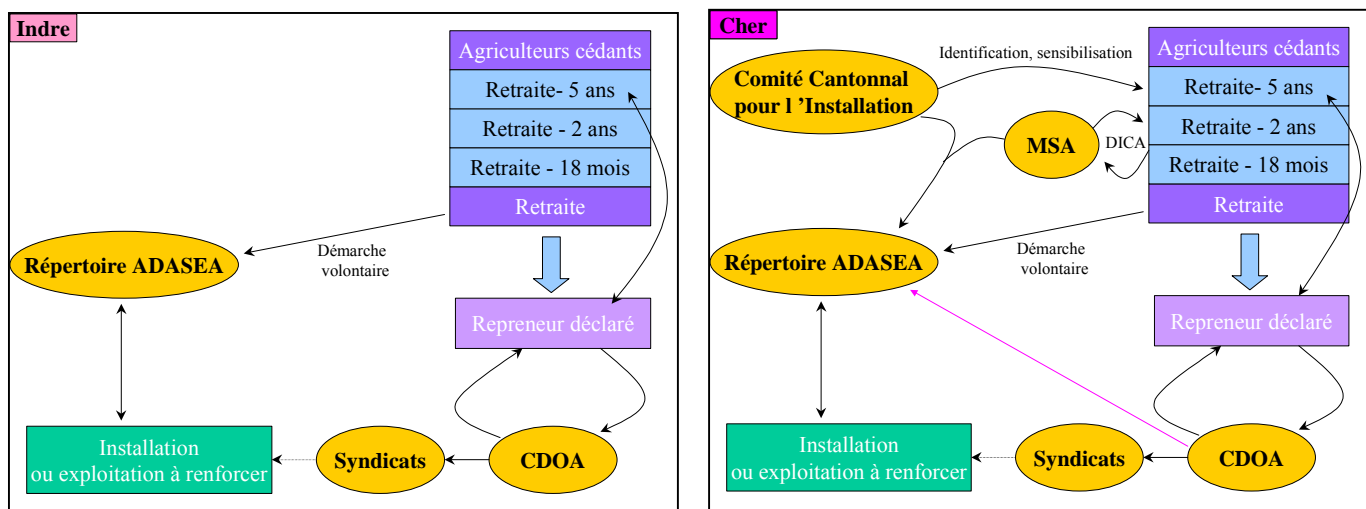 Indre
Agriculteurs cédants
Retraite- 5 ans
Retraite - 2 ans
Retraite - 18 mois
Retraite
Démarche
volontaire
Répertoire ADASEA
Repreneur déclaré
Installation
ou exploitation à renforcer
Syndicats
CDOA
Cher
Comité Cantonnal
pour l ’Installation
Identification, sensibilisation
Agriculteurs cédants
Retraite- 5 ans
Retraite - 2 ans
Retraite - 18 mois
Retraite
MSA
DICA
Démarche
volontaire
Répertoire ADASEA
Repreneur déclaré
Installation
ou exploitation à renforcer
Syndicats
CDOA